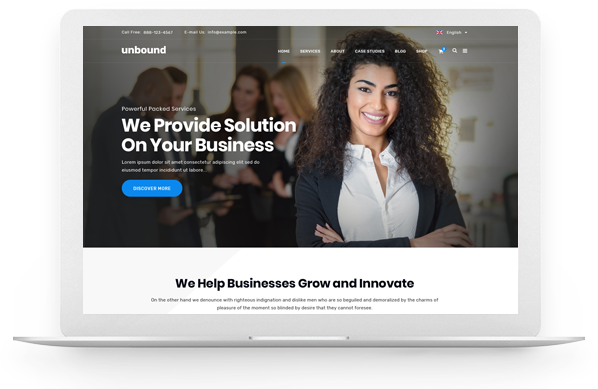 Call Free: 888-123-4567 E-mail Us: info@example.com English
unbound HOME SERVICES ABOUT CASE STUDIES BLOG SHOP
Powerful Packed Services
We Provide Solution
On Your Business
Lorem ipsum dolor sit amet consectetur adipiscing elit sed do
eiusmod tempor incididunt ut labore...
DISCOVER MORE
We Help Businesses Grow and Innovate
On the other hand we denounce with righteous indignation and dislike men who are so beguiled and demoralized by the charms of
pleasure of the moment so blinded by desire that they cannot foresee